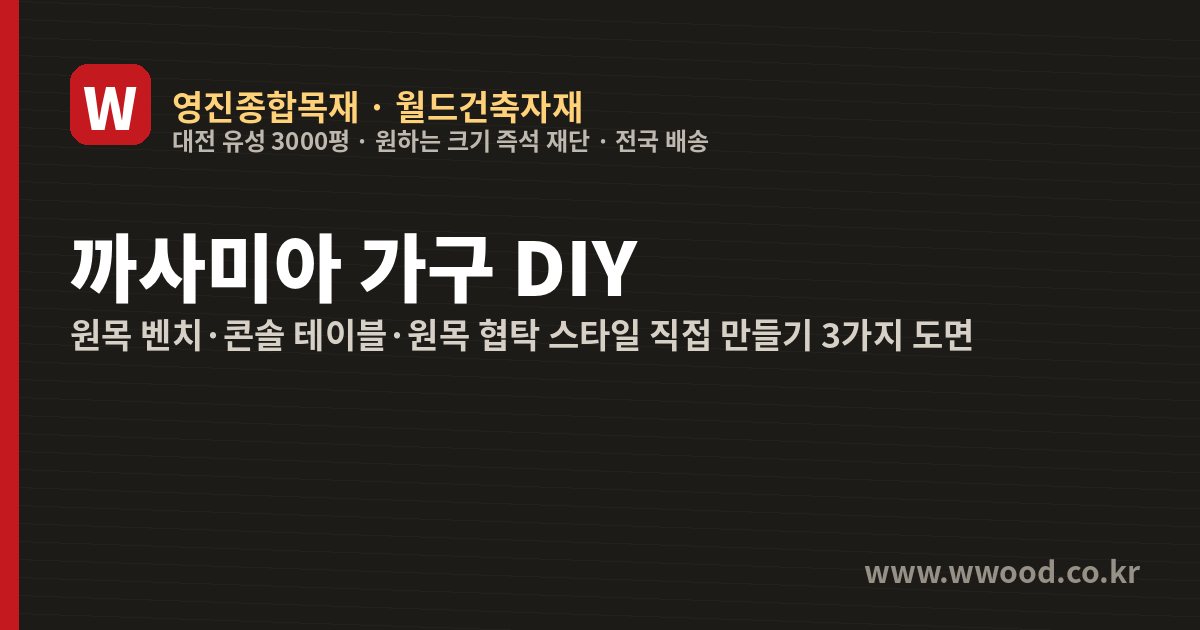 W
영진종합목재 · 월드건축자재
대전 유성 3000평 · 원하는 크기 즉석 재단 · 전국 배송
까사미아 가구 DIY
원목 벤치·콘솔 테이블·원목 협탁 스타일 직접 만들기 3가지 도면
www.wwood.co.kr